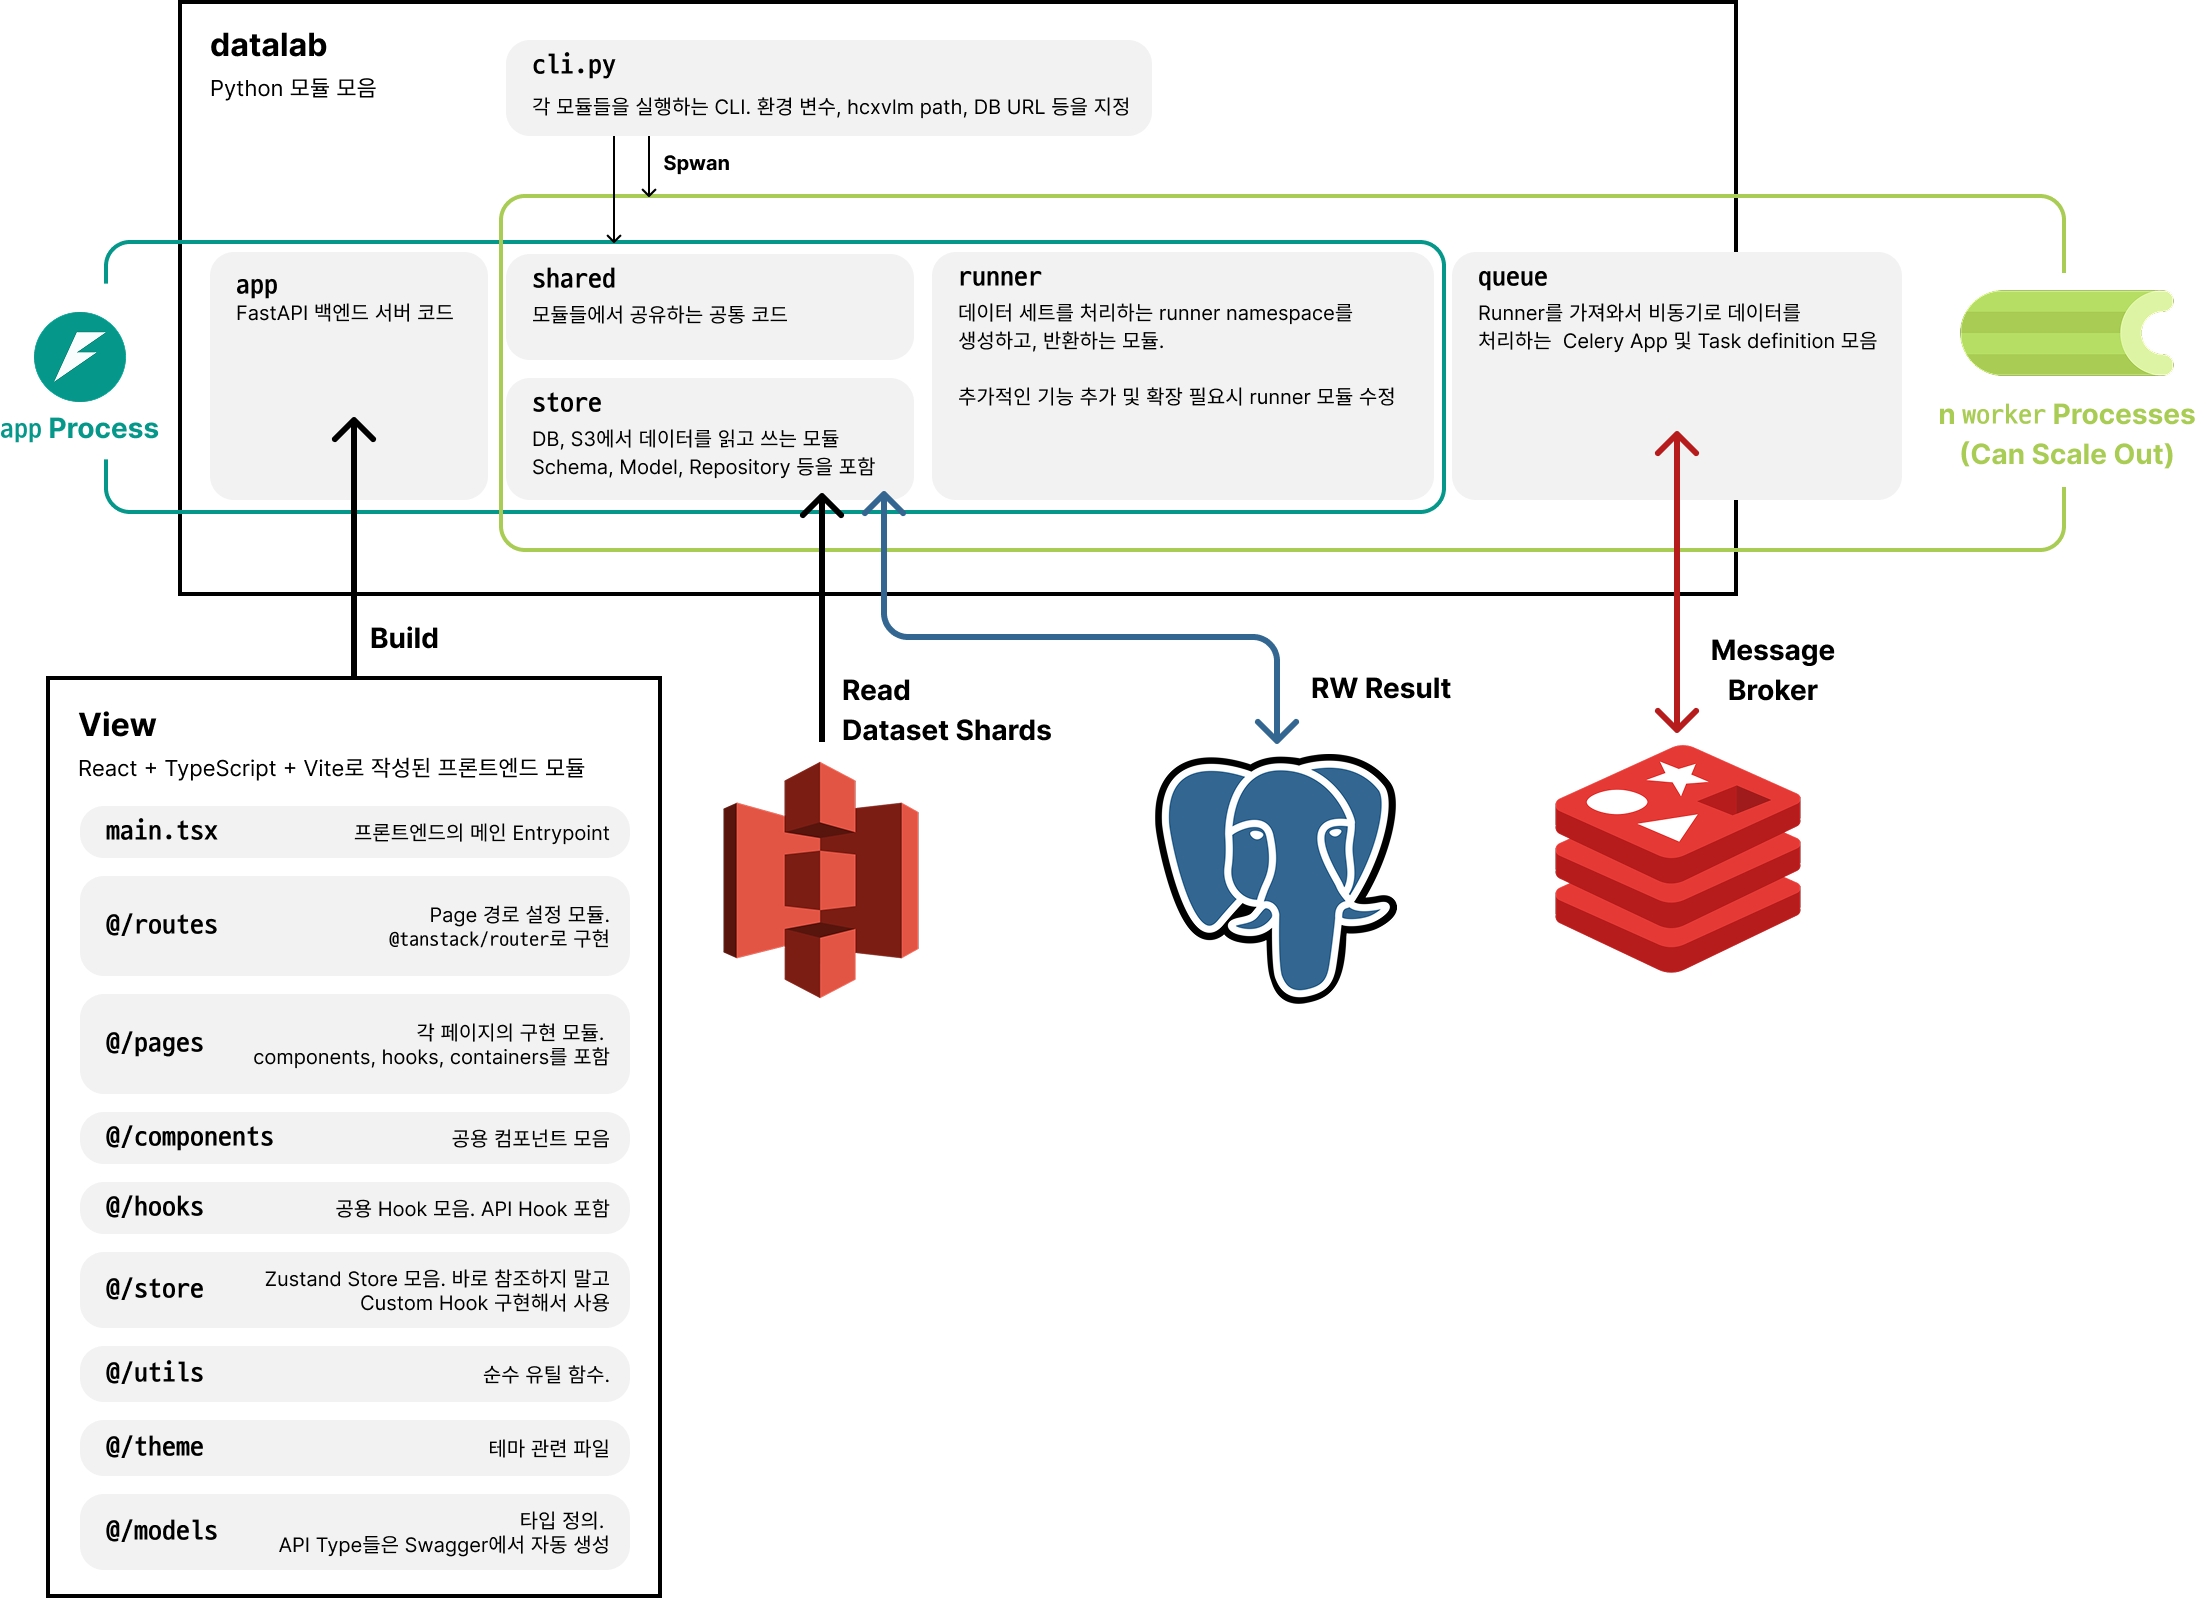 datalab
Python 모듈 모음
cli.py
각 모듈들을 실행하는 CLI. 환경 변수, hcxvlm path, DB URL 등을 지정
Spwan
app
FastAPI 백엔드 서버 코드
shared
모듈들에서 공유하는 공통 코드
store
DB, S3에서 데이터를 읽고 쓰는 모듈
Schema, Model, Repository 등을 포함
runner
데이터 세트를 처리하는 runner namespace를
생성하고, 반환하는 모듈.
추가적인 기능 추가 및 확장 필요시 runner 모듈 수정
queue
Runner를 가져와서 비동기로 데이터를
처리하는 Celery App 및 Task definition 모음
app Process
n worker Processes
(Can Scale Out)
Build
Read
Dataset Shards
RW Result
Message
Broker
View
React + TypeScript + Vite로 작성된 프론트엔드 모듈
main.tsx 프론트엔드의 메인 Entrypoint
@/routes Page 경로 설정 모듈.
@tanstack/router로 구현
@/pages 각 페이지의 구현 모듈.
components, hooks, containers를 포함
@/components 공용 컴포넌트 모음
@/hooks 공용 Hook 모음. API Hook 포함
@/store Zustand Store 모음. 바로 참조하지 말고
Custom Hook 구현해서 사용
@/utils 순수 유틸 함수.
@/theme 테마 관련 파일
@/models 타입 정의.
API Type들은 Swagger에서 자동 생성